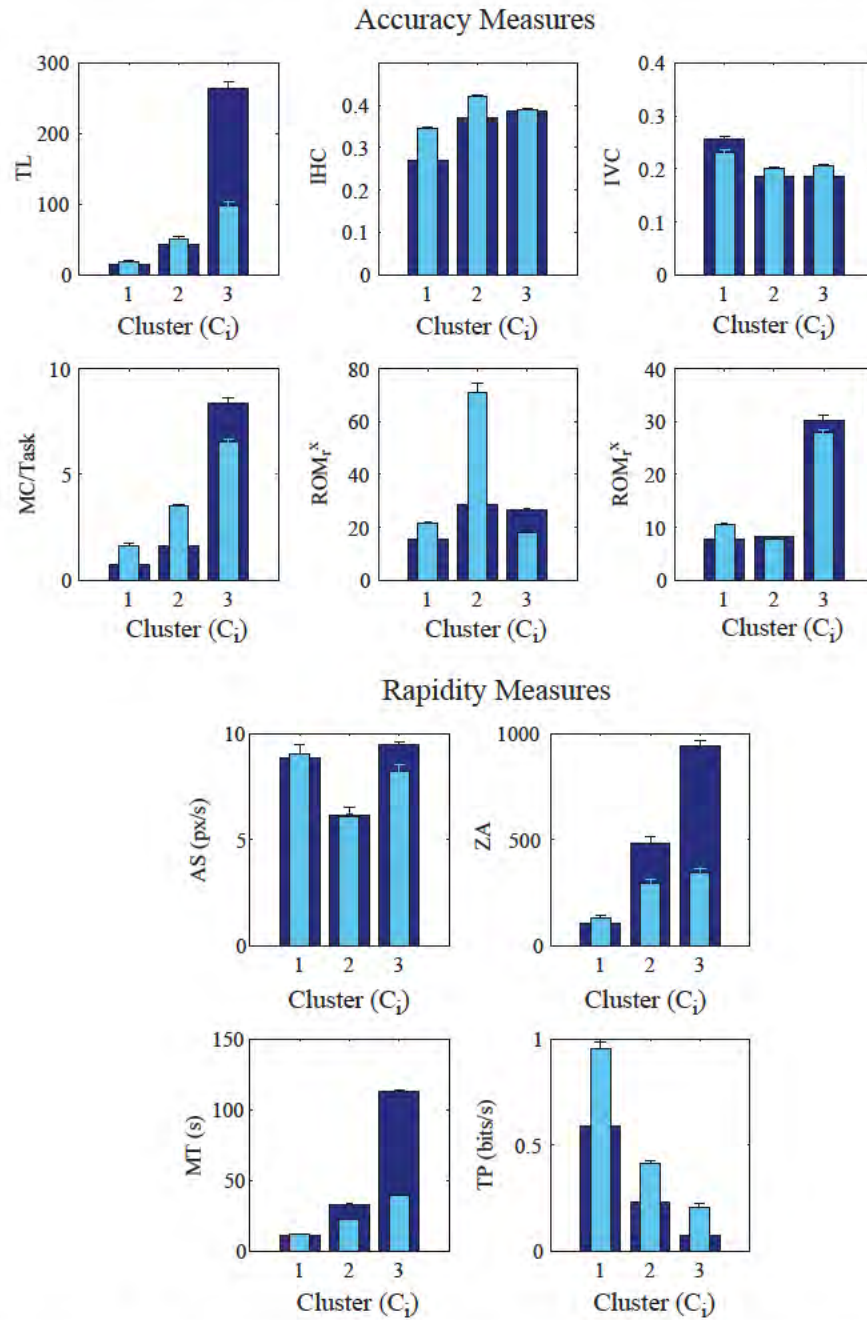 Accuracy Measures
300
200
100
0
TL
1 2 3
Cluster (Ci)
0.4
0.3
0.2
0.1
0
IHC
1 2 3
Cluster (Ci)
0.4
0.3
0.2
0.1
0
IVC
1 2 3
Cluster (Ci)
10
5
0
MC/Task
1 2 3
Cluster (Ci)
80
60
40
20
0
ROMrx
1 2 3
Cluster (Ci)
40
30
20
10
0
ROMrx
1 2 3
Cluster (Ci)
Rapidity Measures
10
5
0
AS (px/s)
1 2 3
Cluster (Ci)
1000
500
0
ZA
1 2 3
Cluster (Ci)
150
100
50
0
MT (s)
1 2 3
Cluster (Ci)
1
0.5
0
TP (bits/s)
1 2 3
Cluster (Ci)